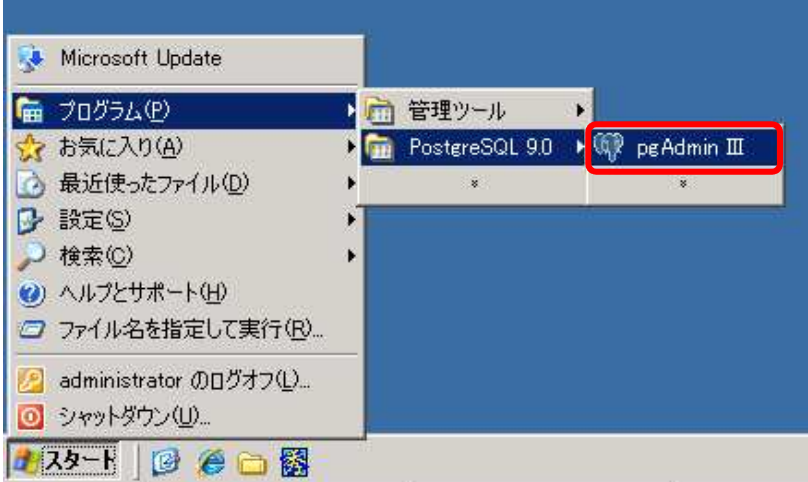 Microsoft Update
プログラム(P)
管理ツール
PostgreSQL 9.0
pgAdmin III
お気に入り(A)
最近使ったファイル(D)
設定(S)
検索(C)
ヘルプとサポート(H)
ファイル名を指定して実行(R)...
administrator のログオフ(L)...
シャットダウン(U)...
スタート